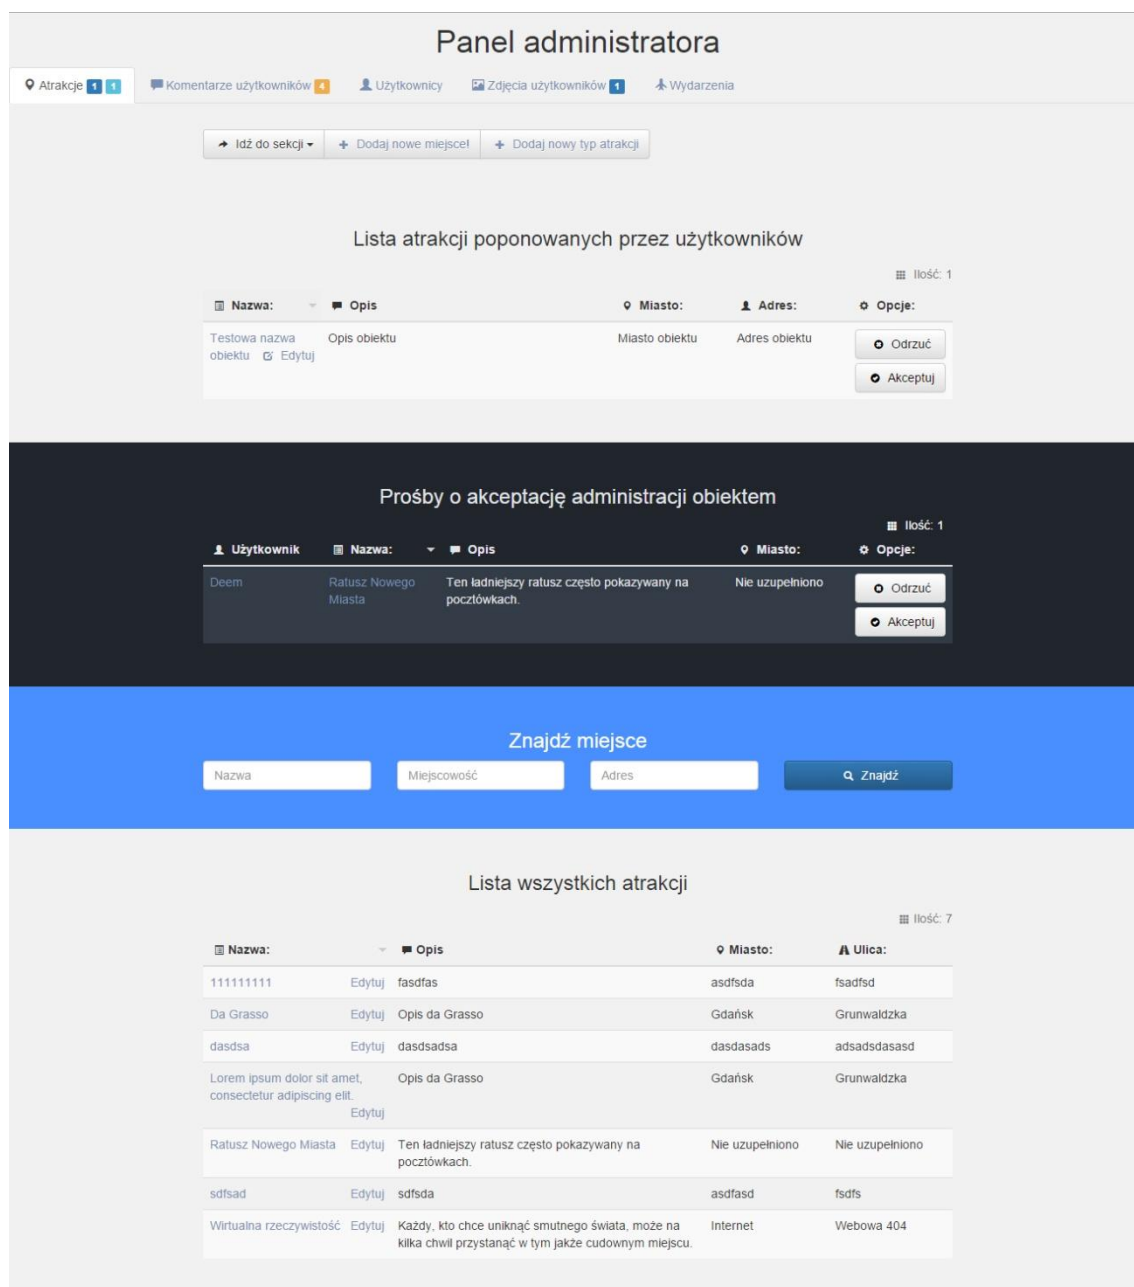 Panel administratora
Atrakcje 1 1 Komentarze użytkowników 4 Użytkownicy Zdjęcia użytkowników 1 Wydarzenia
Idź do sekcji Dodaj nowe miejsce! Dodaj nowy typ atrakcji
Lista atrakcji poponowanych przez użytkowników
Ilość: 1
Nazwa: Opis Miasto: Adres: Opcje:
Testowa nazwa Opis obiektu Miasto obiektu Adres obiektu Odrzuć
obiektu Edytuj
Akceptuj
Prośby o akceptację administracji obiektem
Ilość: 1
Użytkownik Nazwa: Opis Miasto: Opcje:
Deem Ratusz Nowego Ten ładniejszy ratusz często pokazywany na Nie uzupełniono Odrzuć
Miasta pocztówkach.
Akceptuj
Znajdź miejsce
Nazwa Miejscowość Adres Znajdź
Lista wszystkich atrakcji
Ilość: 7
Nazwa: Opis Miasto: Ulica:
111111111 Edytuj fasdfas asdfsda fsadfsd
Da Grasso Edytuj Opis da Grasso Gdańsk Grunwaldzka
dasdsa Edytuj dasdsadsa dasdasads adsadsdasasd
Lorem ipsum dolor sit amet, Opis da Grasso Gdańsk Grunwaldzka
consectetur adipiscing elit.
Edytuj
Ratusz Nowego Miasta Edytuj Ten ładniejszy ratusz często pokazywany na Nie uzupełniono Nie uzupełniono
pocztówkach.
sdfsad Edytuj sdfsda asdfasd fsdfs
Wirtualna rzeczywistość Edytuj Każdy, kto chce uniknąć smutnego świata, może na Internet Webowa 404
kilka chwil przystanąć w tym jakże cudownym miejscu.